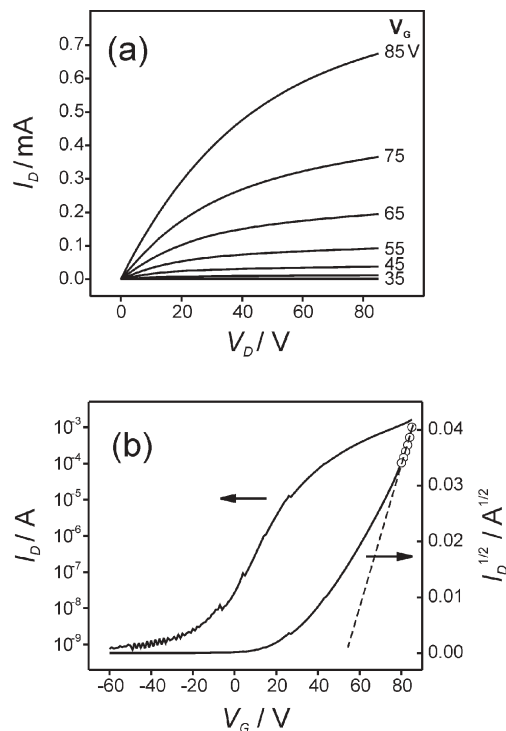 (a)
V_G
85 V
75
65
55
45
35
0.7
0.6
0.5
0.4
0.3
0.2
0.1
0.0
I_D / mA
0 20 40 60 80
V_D / V
(b)
10^-3
10^-4
10^-5
10^-6
10^-7
10^-8
10^-9
I_D / A
0.04
0.03
0.02
0.01
0.00
I_D^1/2 / A^1/2
-60 -40 -20 0 20 40 60 80
V_G / V